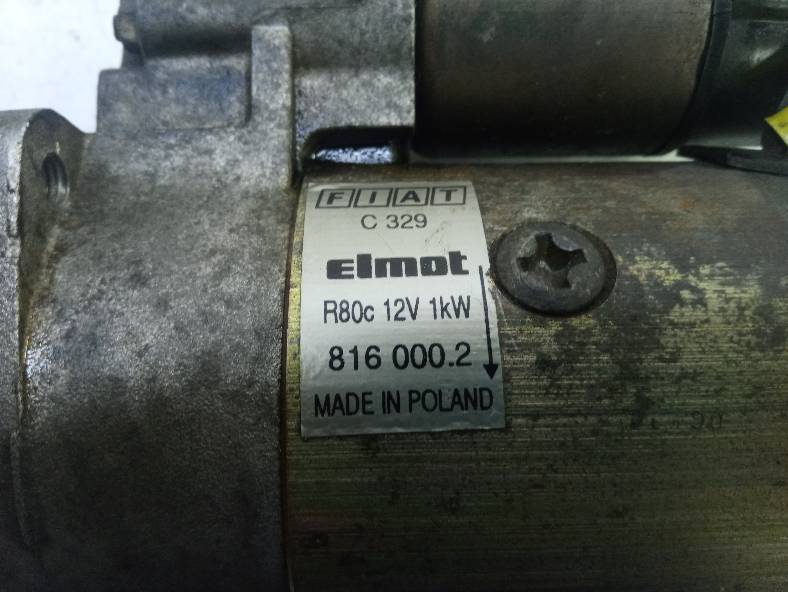 FIAT
C 329
elmot
R80c 12V 1kW
816 000.2
MADE IN POLAND